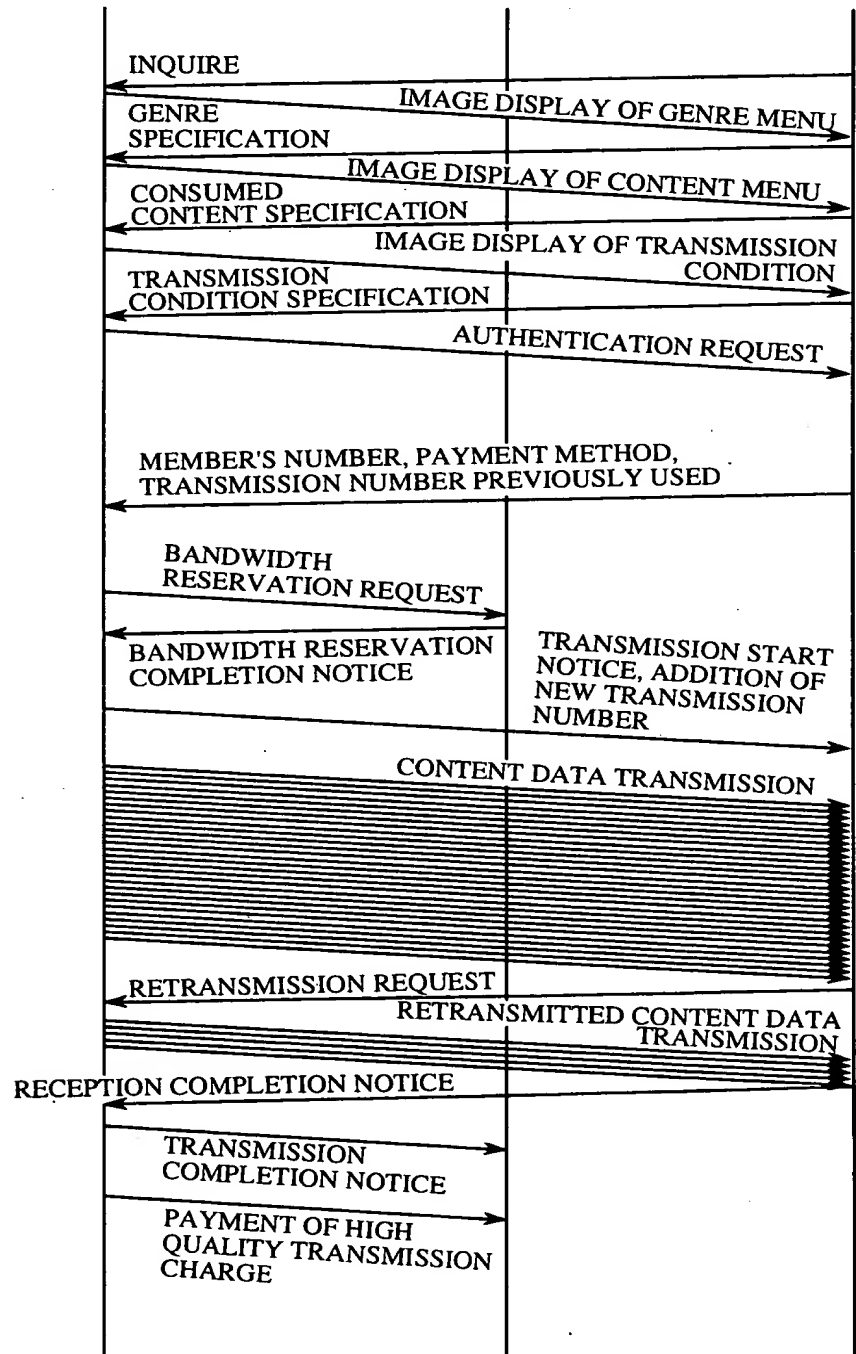 INQUIRE
IMAGE DISPLAY OF GENRE MENU
GENRE
SPECIFICATION
IMAGE DISPLAY OF CONTENT MENU
CONSUMED
CONTENT SPECIFICATION
IMAGE DISPLAY OF TRANSMISSION
CONDITION
TRANSMISSION
CONDITION SPECIFICATION
AUTHENTICATION REQUEST
MEMBER'S NUMBER, PAYMENT METHOD,
TRANSMISSION NUMBER PREVIOUSLY USED
BANDWIDTH
RESERVATION REQUEST
BANDWIDTH RESERVATION
COMPLETION NOTICE
TRANSMISSION START
NOTICE, ADDITION OF
NEW TRANSMISSION
NUMBER
CONTENT DATA TRANSMISSION
RETRANSMISSION REQUEST
RETRANSMITTED CONTENT DATA
TRANSMISSION
RECEPTION COMPLETION NOTICE
TRANSMISSION
COMPLETION NOTICE
PAYMENT OF HIGH
QUALITY TRANSMISSION
CHARGE